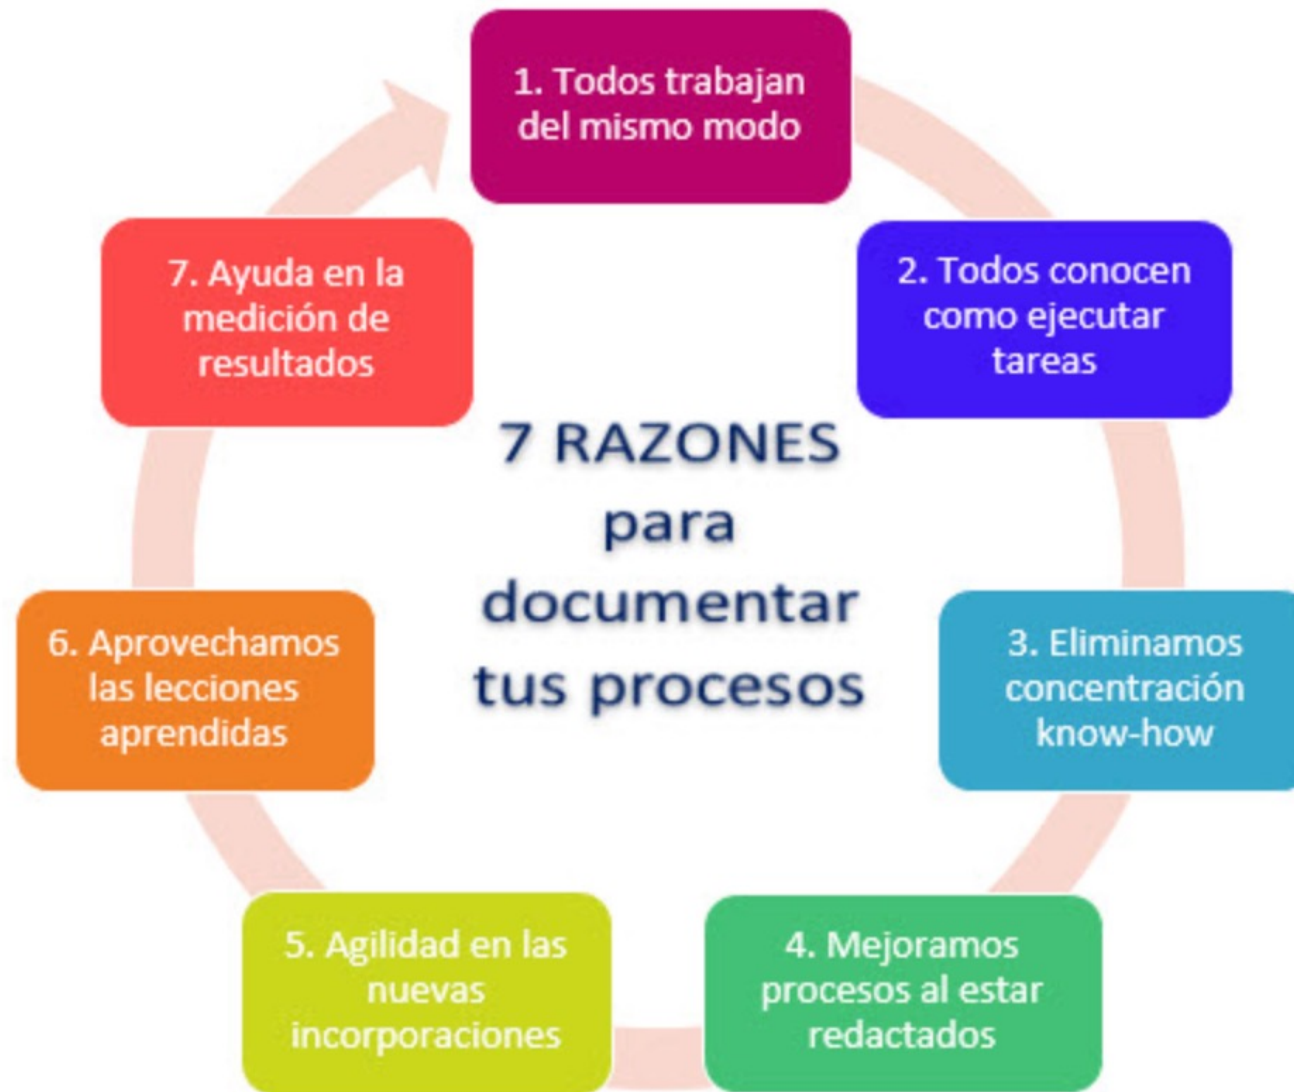 1. Todos trabajan
del mismo modo
2. Todos conocen
como ejecutar
tareas
3. Eliminamos
concentración
know-how
4. Mejoramos
procesos al estar
redactados
5. Agilidad en las
nuevas
incorporaciones
6. Aprovechamos
las lecciones
aprendidas
7. Ayuda en la
medición de
resultados
7 RAZONES
para
documentar
tus procesos